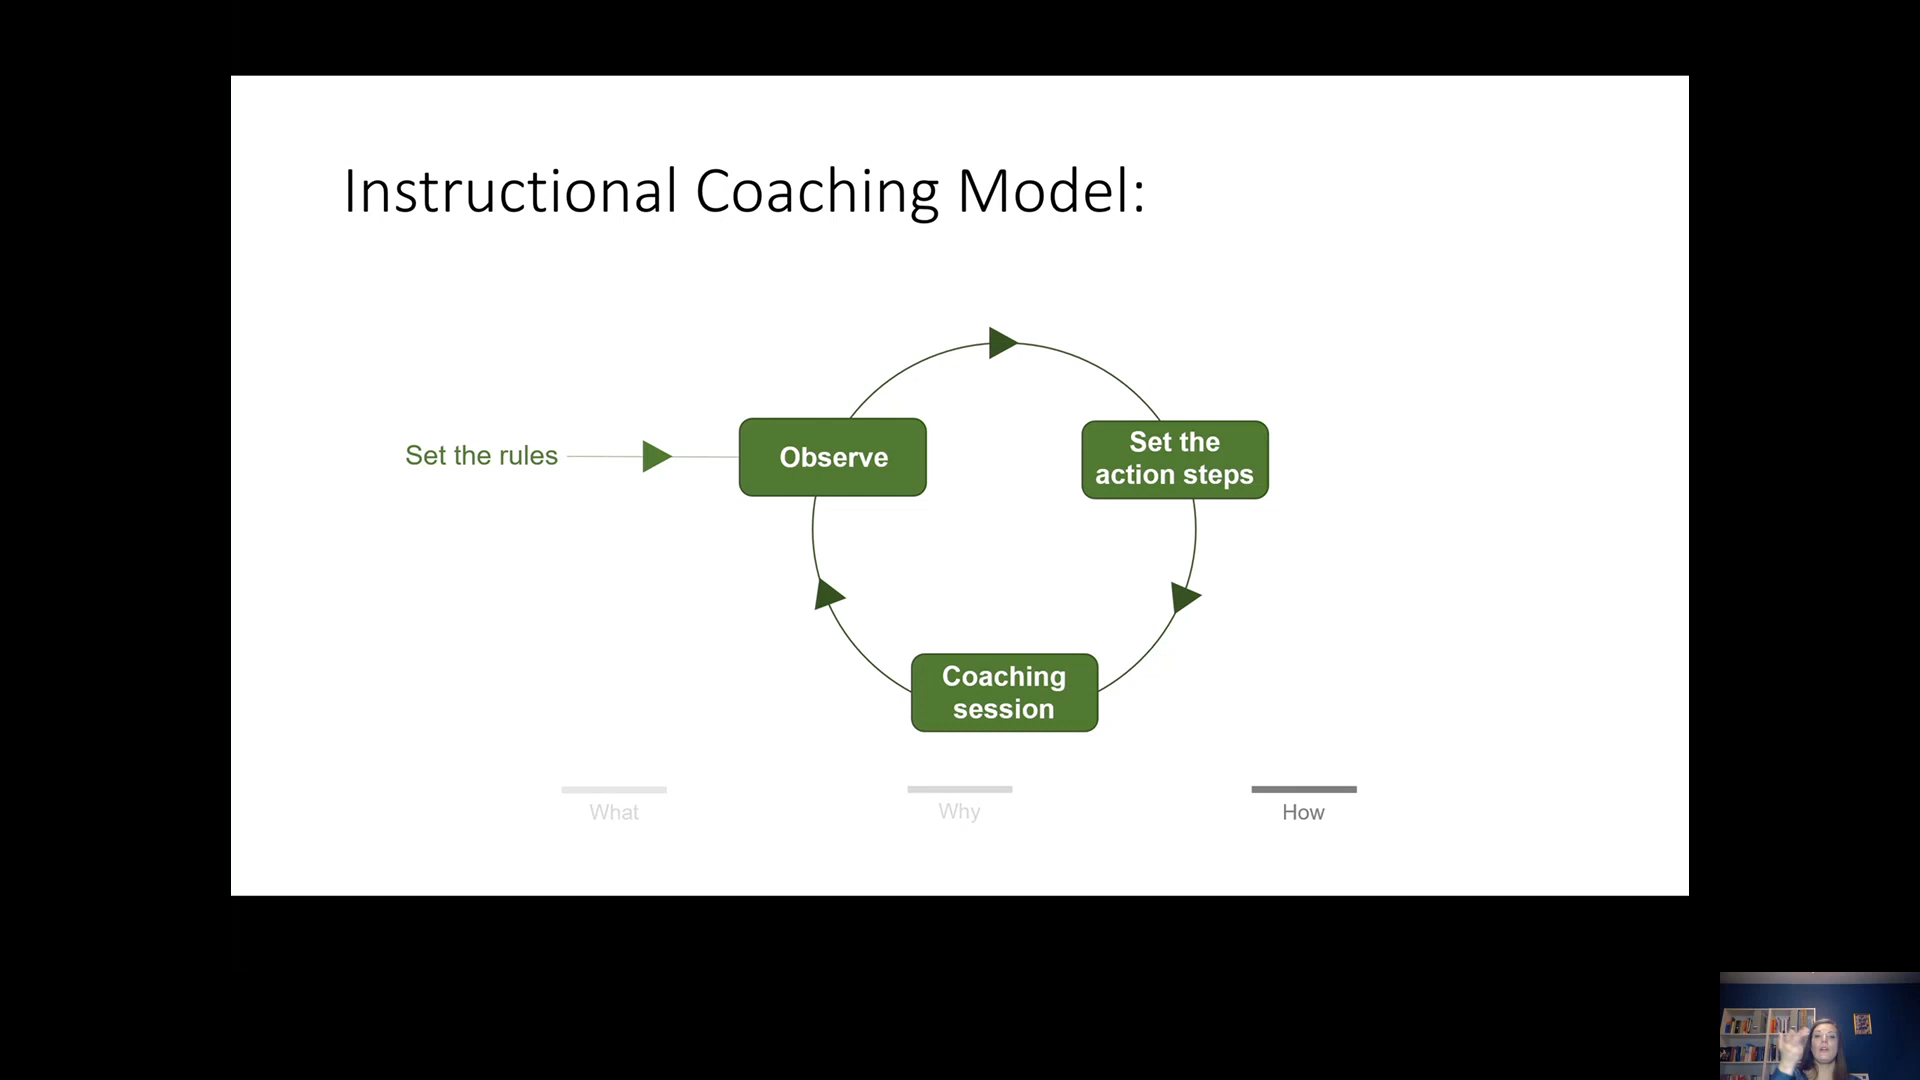 Instructional Coaching Model:
Set the rules
Observe
Set the
action steps
Coaching
session
What
Why
How